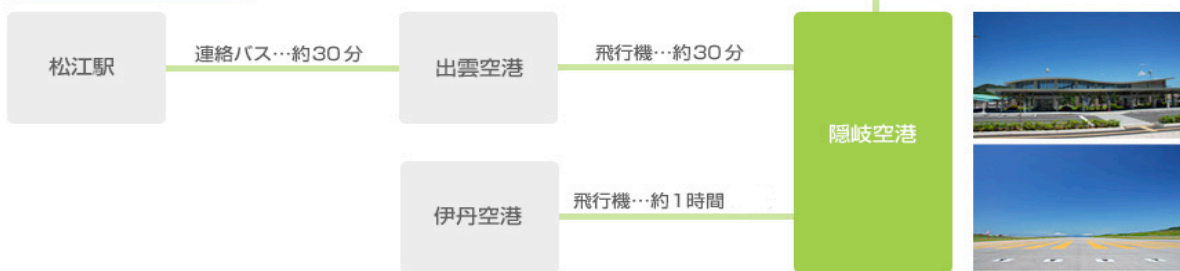 松江駅
連絡バス…約30分
出雲空港
飛行機…約30分
隠岐空港
伊丹空港
飛行機…約1時間